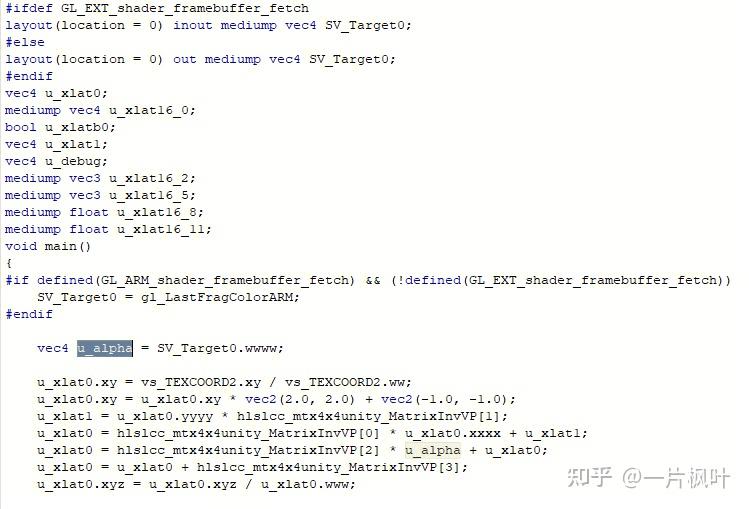 #ifdef GL_EXT_shader_framebuffer_fetch
layout(location = 0) inout mediump vec4 SV_Target0;
#else
layout(location = 0) out mediump vec4 SV_Target0;
#endif
vec4 u_xlat0;
mediump vec4 u_xlat16_0;
bool u_xlatb0;
vec4 u_xlat1;
vec4 u_debug;
mediump vec3 u_xlat16_2;
mediump vec3 u_xlat16_5;
mediump float u_xlat16_8;
mediump float u_xlat16_11;
void main()
{
#if defined(GL_ARM_shader_framebuffer_fetch) && (!defined(GL_EXT_shader_framebuffer_fetch))
    SV_Target0 = gl_LastFragColorARM;
#endif
    vec4 u_alpha = SV_Target0.wwww;
    u_xlat0.xy = vs_TEXCOORD2.xy / vs_TEXCOORD2.ww;
    u_xlat0.xy = u_xlat0.xy * vec2(2.0, 2.0) + vec2(-1.0, -1.0);
    u_xlat1 = u_xlat0.yyyy * hlslcc_mtx4x4unity_MatrixInvVP[1];
    u_xlat0 = hlslcc_mtx4x4unity_MatrixInvVP[0] * u_xlat0.xxxx + u_xlat1;
    u_xlat0 = hlslcc_mtx4x4unity_MatrixInvVP[2] * u_alpha + u_xlat0;
    u_xlat0 = u_xlat0 + hlslcc_mtx4x4unity_MatrixInvVP[3];
    u_xlat0.xyz = u_xlat0.xyz / u_xlat0.www;
知乎 @一片枫叶